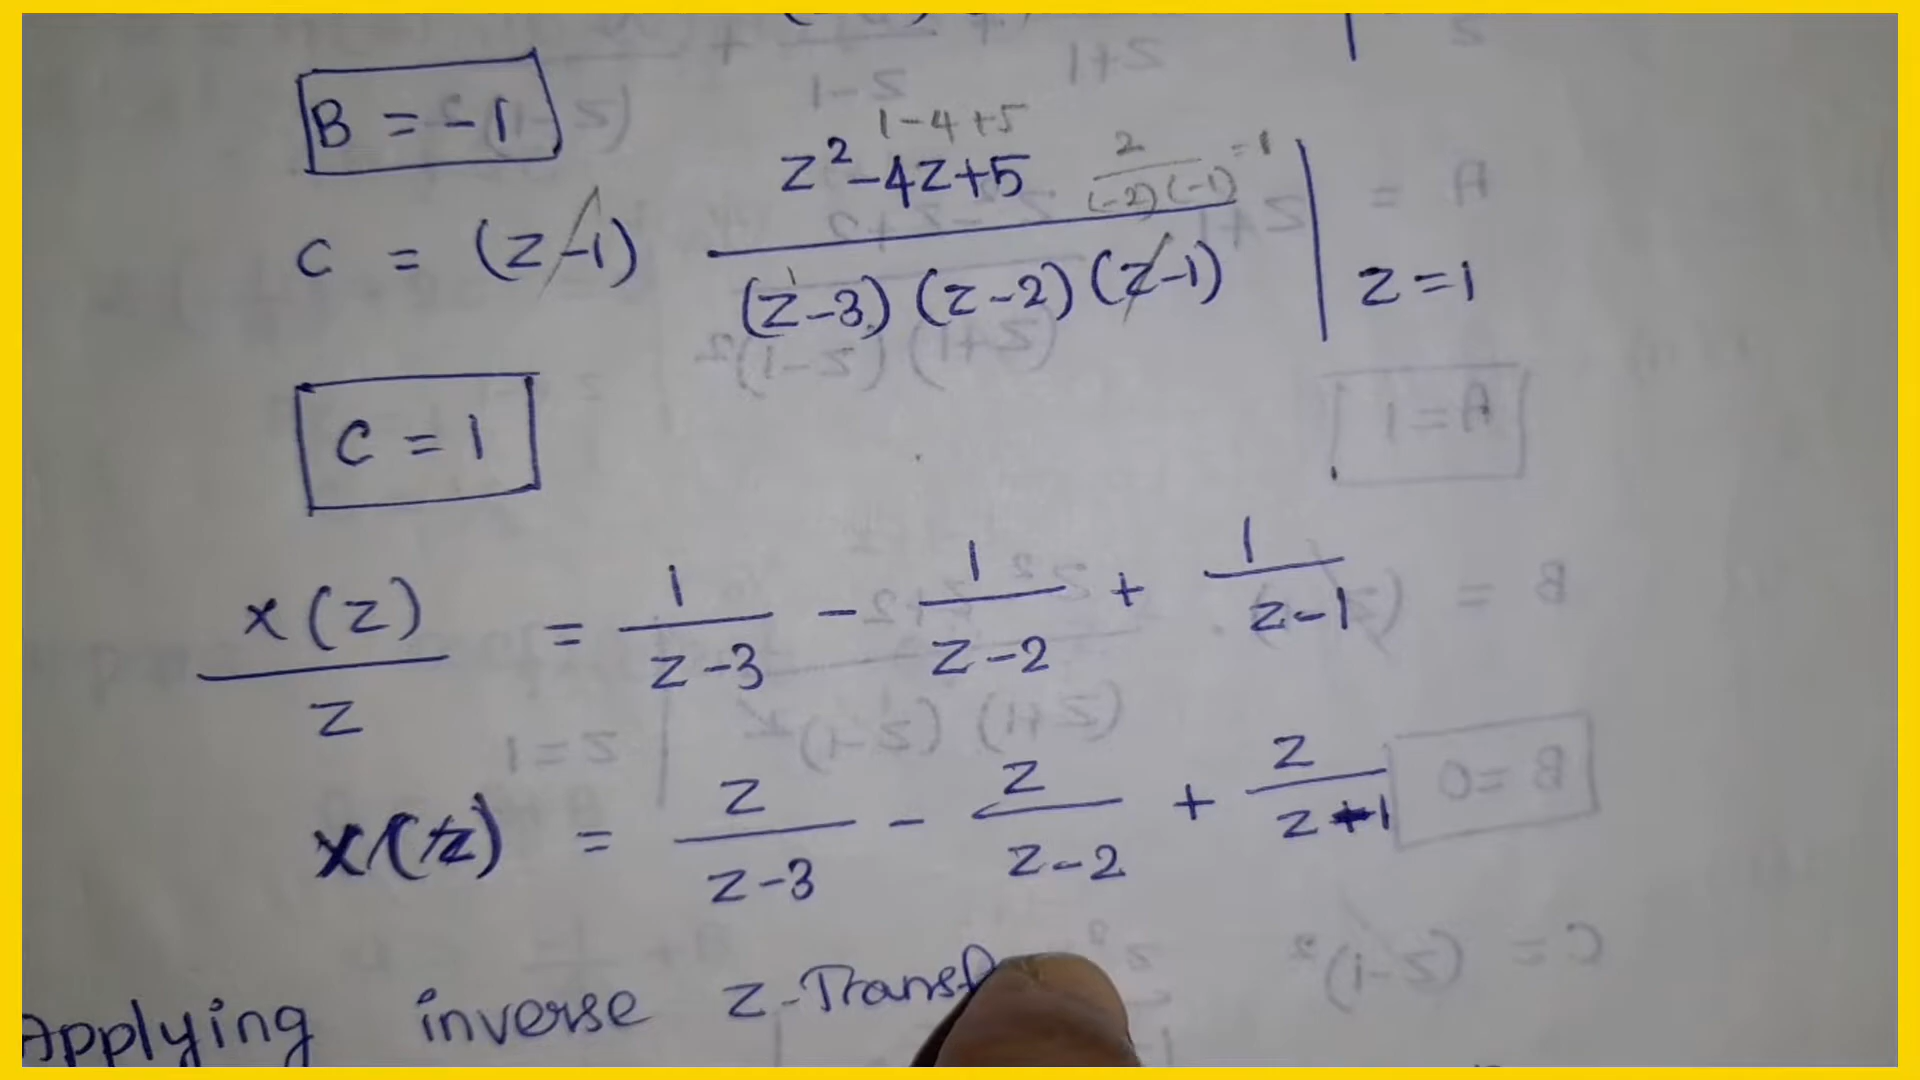 B = -1
1-4+5
C = (z-1) z²-4z+5 / (z-3)(z-2)(z-1) | z=1
2/(-2)(-1) = 1
C = 1
x(z)/z = 1/z-3 - 1/z-2 + 1/z-1
x(z) = z/z-3 - z/z-2 + z/z-1
Applying inverse z-Transf